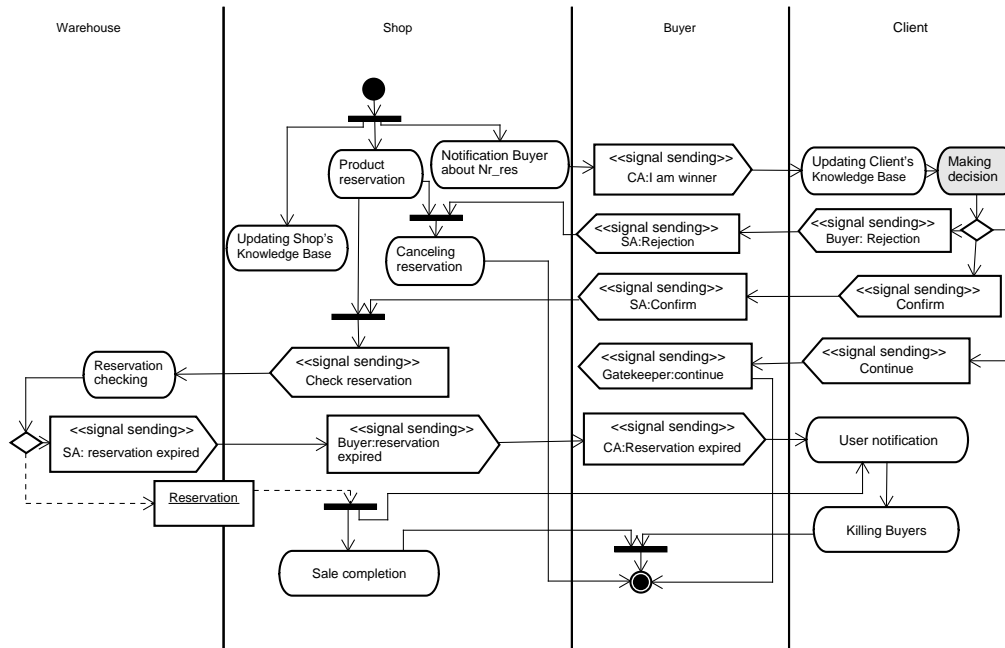 Warehouse
Shop
Buyer
Client
Product
reservation
Notification Buyer
about Nr_res
<<signal sending>>
CA:I am winner
Updating Client's
Knowledge Base
Making
decision
Updating Shop's
Knowledge Base
Canceling
reservation
<<signal sending>>
SA:Rejection
<<signal sending>>
Buyer: Rejection
<<signal sending>>
SA:Confirm
<<signal sending>>
Confirm
Reservation
checking
<<signal sending>>
Check reservation
<<signal sending>>
Gatekeeper:continue
<<signal sending>>
Continue
<<signal sending>>
SA: reservation expired
<<signal sending>>
Buyer:reservation
expired
<<signal sending>>
CA:Reservation expired
User notification
Reservation
Killing Buyers
Sale completion